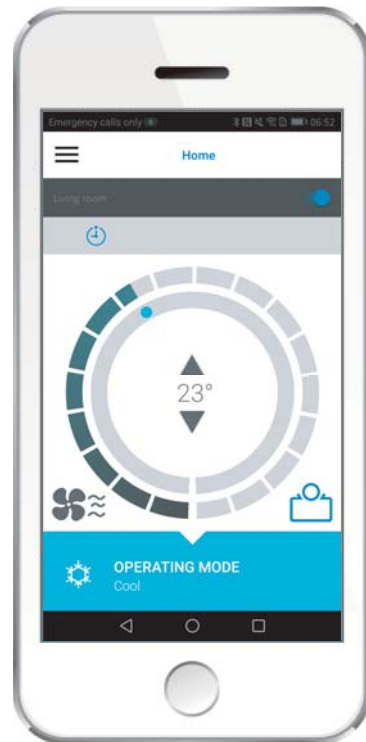 Emergency calls only
06:52
Home
Living room
23°
OPERATING MODE
Cool